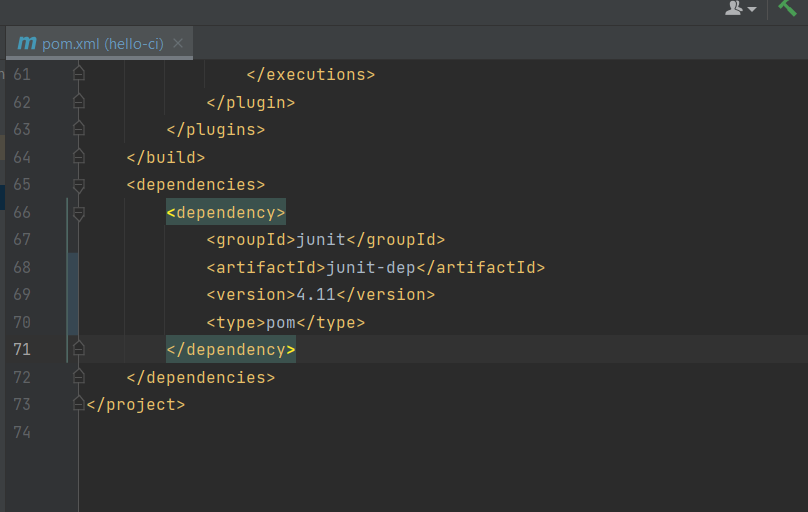 m pom.xml (hello-ci)
61 </executions>
62 </plugin>
63 </plugins>
64 </build>
65 <dependencies>
66 <dependency>
67 <groupId>junit</groupId>
68 <artifactId>junit-dep</artifactId>
69 <version>4.11</version>
70 <type>pom</type>
71 </dependency>
72 </dependencies>
73 </project>
74